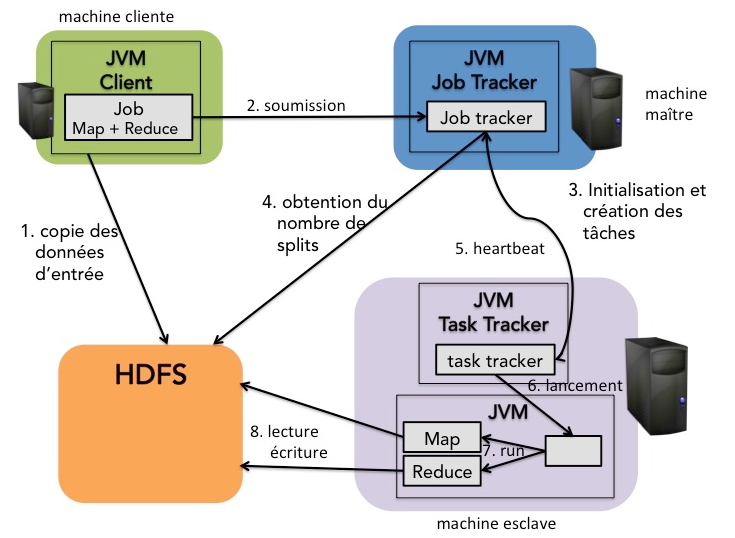 machine cliente
JVM
Client
Job
Map + Reduce
2. soumission
JVM
Job Tracker
Job tracker
machine
maître
1. copie des
données
d'entrée
4. obtention du
nombre de
splits
3. Initialisation et
création des
tâches
5. heartbeat
HDFS
JVM
Task Tracker
task tracker
6. lancement
JVM
Map
7. run
Reduce
8. lecture
écriture
machine esclave